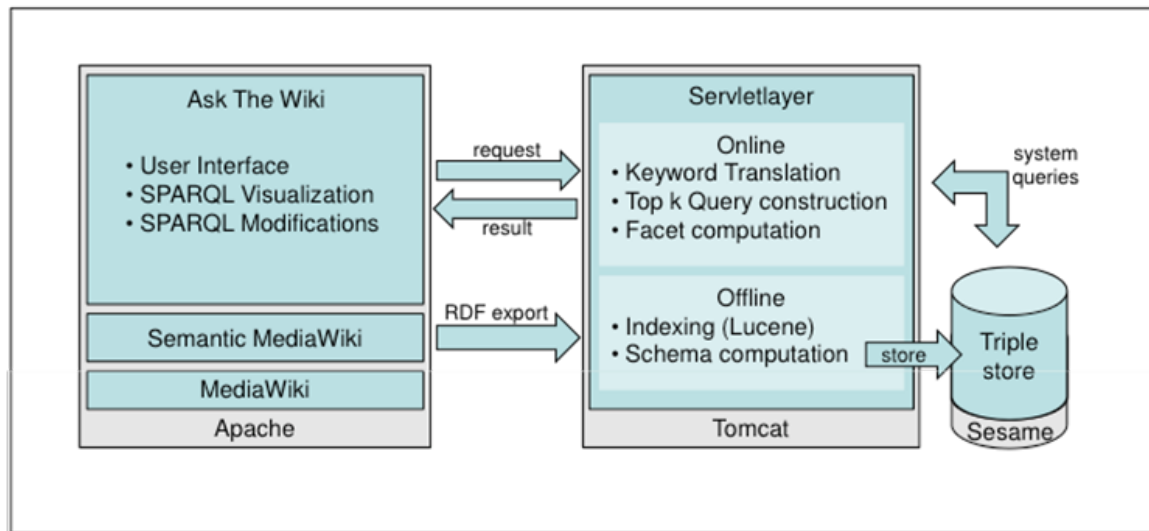 Ask The Wiki
• User Interface
• SPARQL Visualization
• SPARQL Modifications
Semantic MediaWiki
MediaWiki
Apache
request
result
RDF export
Servletlayer
Online
• Keyword Translation
• Top k Query construction
• Facet computation
Offline
• Indexing (Lucene)
• Schema computation
Tomcat
store
system
queries
Triple
store
Sesame